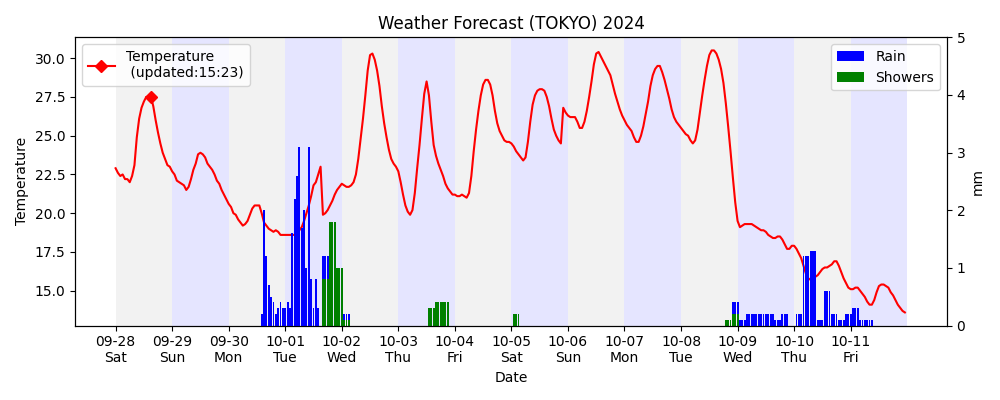 Weather Forecast (TOKYO) 2024
Temperature
(updated:15:23)
Rain
Showers
Temperature
30.0
27.5
25.0
22.5
20.0
17.5
15.0
5
4
3
2
1
0
mm
09-28 09-29 09-30 10-01 10-02 10-03 10-04 10-05 10-06 10-07 10-08 10-09 10-10 10-11
Sat Sun Mon Tue Wed Thu Fri Sat Sun Mon Tue Wed Thu Fri
Date